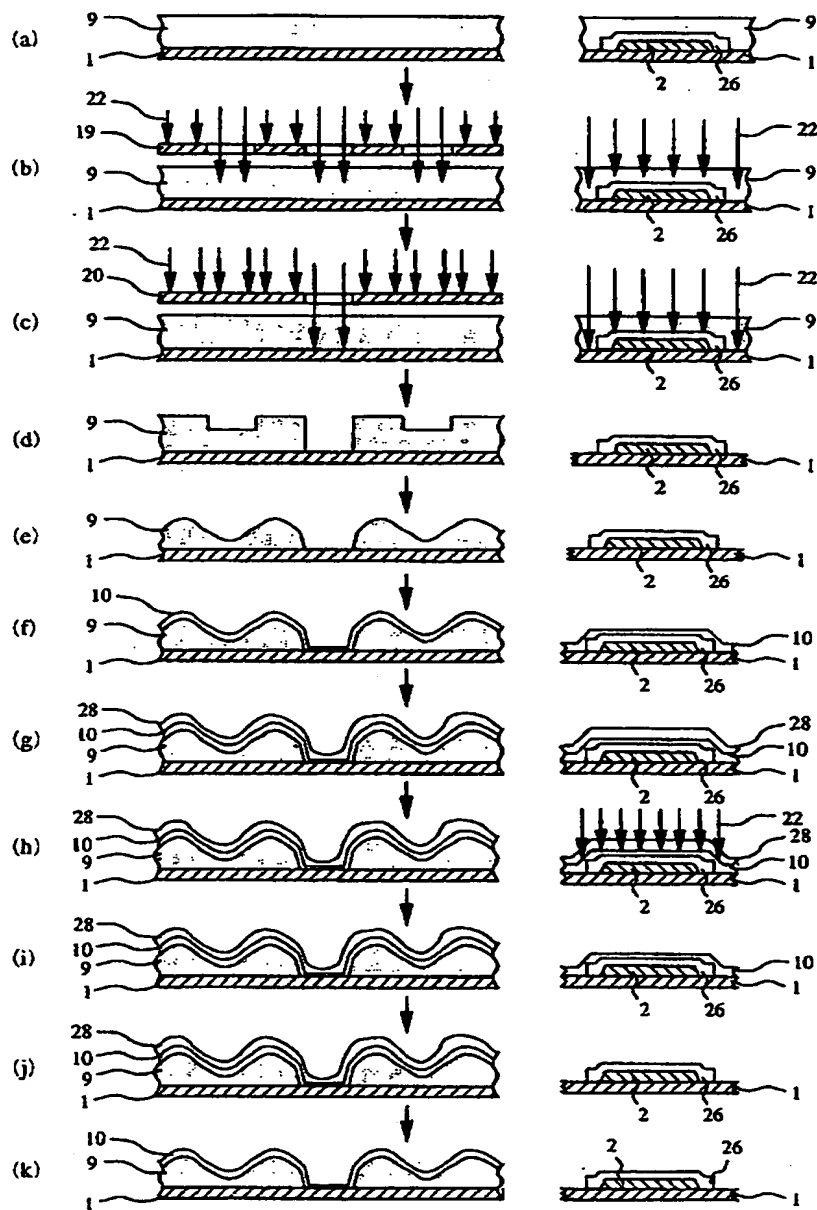 (a) 9 1 9 1 2 26
(b) 22 19 9 1 22 9 1 2 26
(c) 22 20 9 1 22 9 1 2 26
(d) 9 1 1 2 26
(e) 9 1 1 2 26
(f) 10 9 1 10 1 2 26
(g) 28 10 9 1 28 10 1 2 26
(h) 28 10 9 1 22 28 10 1 2 26
(i) 28 10 9 1 10 1 2 26
(j) 28 10 9 1 1 2 26
(k) 10 9 1 2 26 1